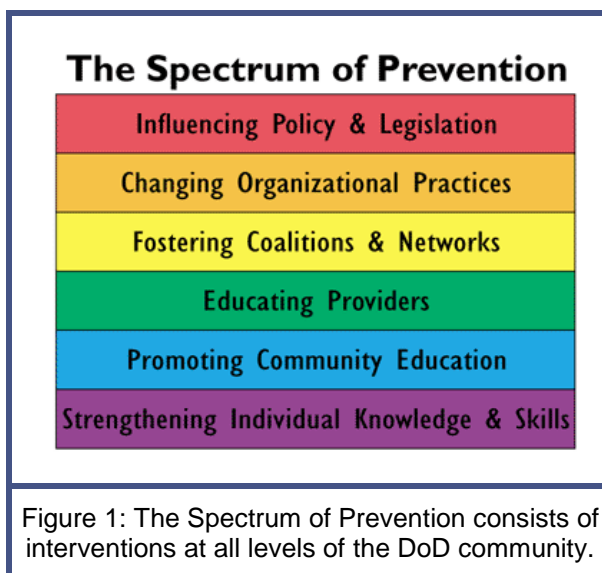 The Spectrum of Prevention
Influencing Policy & Legislation
Changing Organizational Practices
Fostering Coalitions & Networks
Educating Providers
Promoting Community Education
Strengthening Individual Knowledge & Skills
Figure 1: The Spectrum of Prevention consists of
interventions at all levels of the DoD community.